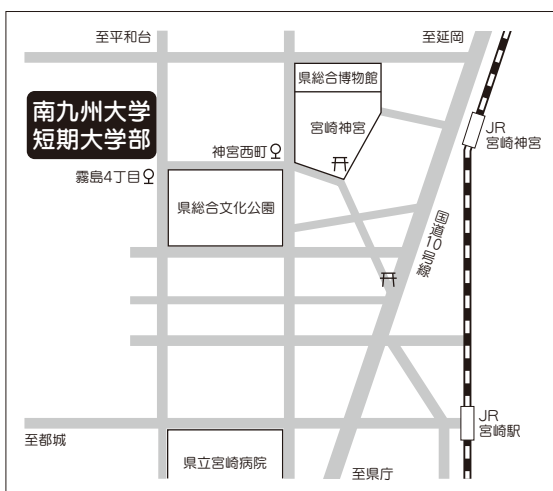 至平和台
至延岡
県総合博物館
南九州大学
短期大学部
宮崎神宮
JR
宮崎神宮
神宮西町
霧島4丁目
県総合文化公園
国道10号線
JR
宮崎駅
至都城
県立宮崎病院
至県庁